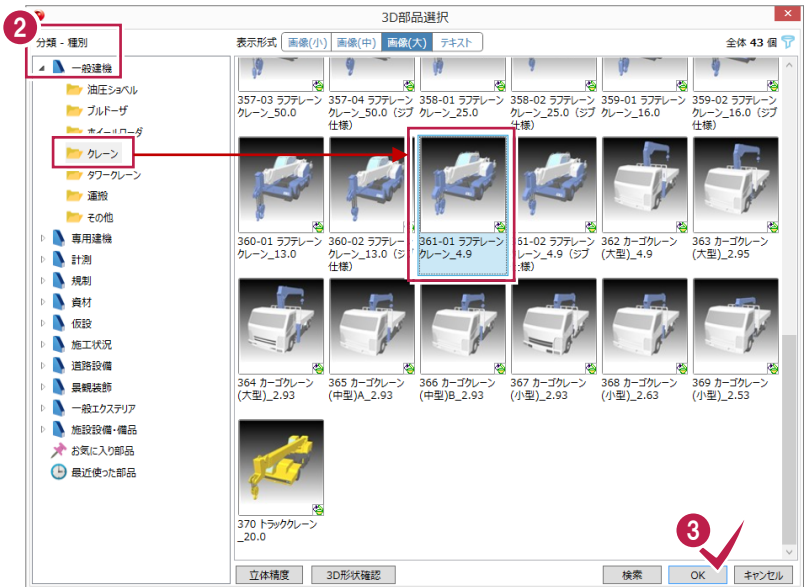 3D部品選択
2
分類 - 種別
表示形式 画像(小) 画像(中) 画像(大) テキスト
全体 43 個
一般建機
油圧ショベル
ブルドーザ
ホイールローダ
クレーン
タワークレーン
運搬
その他
専用建機
計測
規制
資材
仮設
施工状況
道路設備
景観装飾
一般エクステリア
施設設備・備品
お気に入り部品
最近使った部品
357-03 ラフテレーン
クレーン_50.0
357-04 ラフテレーン
クレーン_50.0（ジブ
仕様）
358-01 ラフテレーン
クレーン_25.0
358-02 ラフテレーン
クレーン_25.0（ジブ
仕様）
359-01 ラフテレーン
クレーン_16.0
359-02 ラフテレーン
クレーン_16.0（ジブ
仕様）
360-01 ラフテレーン
クレーン_13.0
360-02 ラフテレー
クレーン_13.0（ジ
仕様）
361-01 ラフテレーン
クレーン_4.9
61-02 ラフテレーン
レーン_4.9（ジブ
様）
362 カーゴクレーン
(大型)_4.9
363 カーゴクレーン
(大型)_2.95
364 カーゴクレーン
(大型)_2.93
365 カーゴクレーン
(中型)A_2.93
366 カーゴクレーン
(中型)B_2.93
367 カーゴクレーン
(小型)_2.93
368 カーゴクレーン
(小型)_2.63
369 カーゴクレーン
(小型)_2.53
370 トラッククレーン
_20.0
3
立体精度 3D形状確認 検索 OK キャンセル